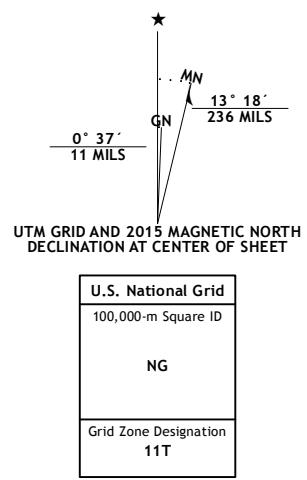 ★
MN
GN
13° 18´
236 MILS
0° 37´
11 MILS
UTM GRID AND 2015 MAGNETIC NORTH
DECLINATION AT CENTER OF SHEET
U.S. National Grid
100,000-m Square ID
NG
Grid Zone Designation
11T